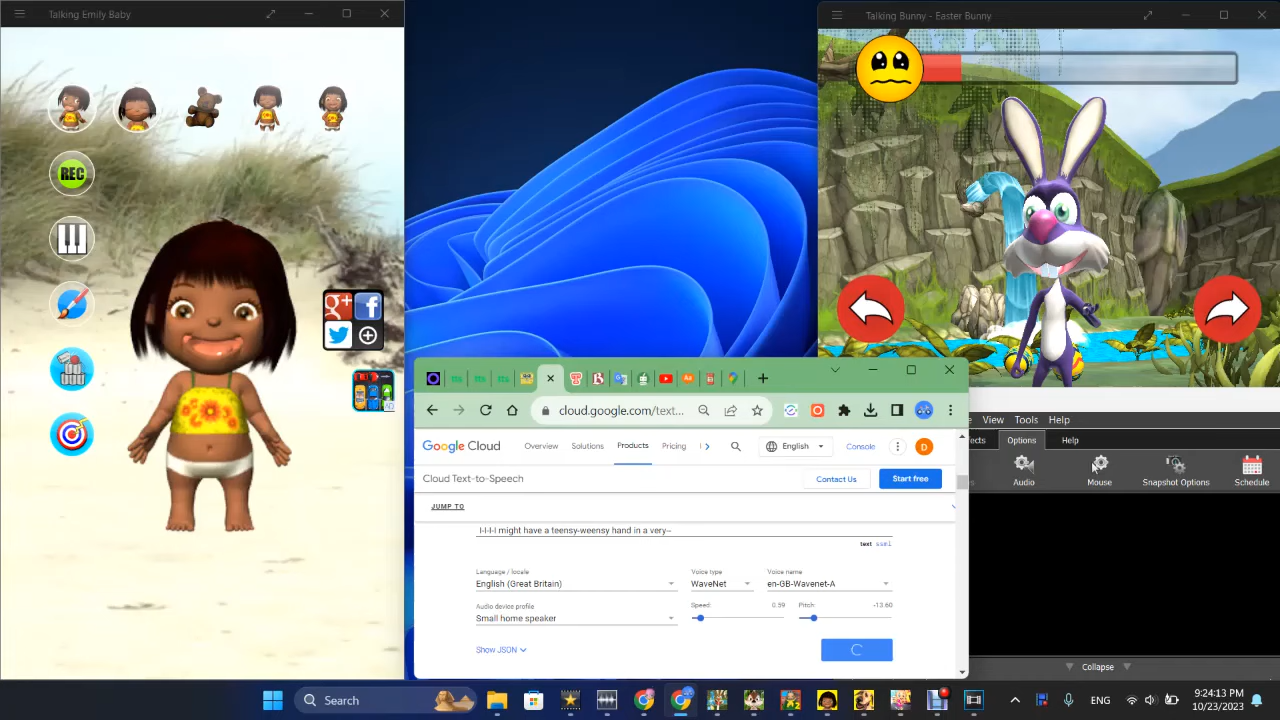 Talking Emily Baby
Talking Bunny - Easter Bunny
REC
g+
f
cloud.google.com/text...
Google Cloud
Overview
Solutions
Products
Pricing
English
Console
D
Cloud Text-to-Speech
Contact Us
Start free
JUMP TO
I-I-I-I might have a teensy-weensy hand in a very--
text ssml
Language / locale
Voice type
Voice name
English (Great Britain)
WaveNet
en-GB-Wavenet-A
Audio device profile
Speed: 0.59
Pitch: -13.60
Small home speaker
Show JSON
View Tools Help
Options
Help
Audio
Mouse
Snapshot Options
Schedule
Collapse
Search
ENG
9:24:13 PM
10/23/2023